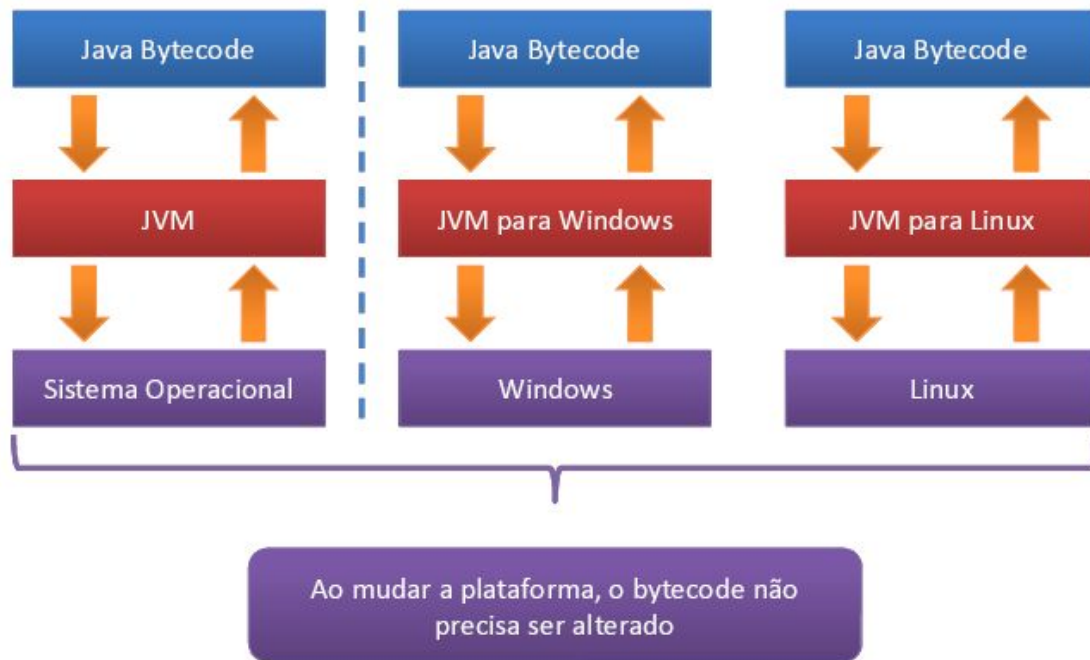 Java Bytecode
Java Bytecode
Java Bytecode
JVM
JVM para Windows
JVM para Linux
Sistema Operacional
Windows
Linux
Ao mudar a plataforma, o bytecode não
precisa ser alterado